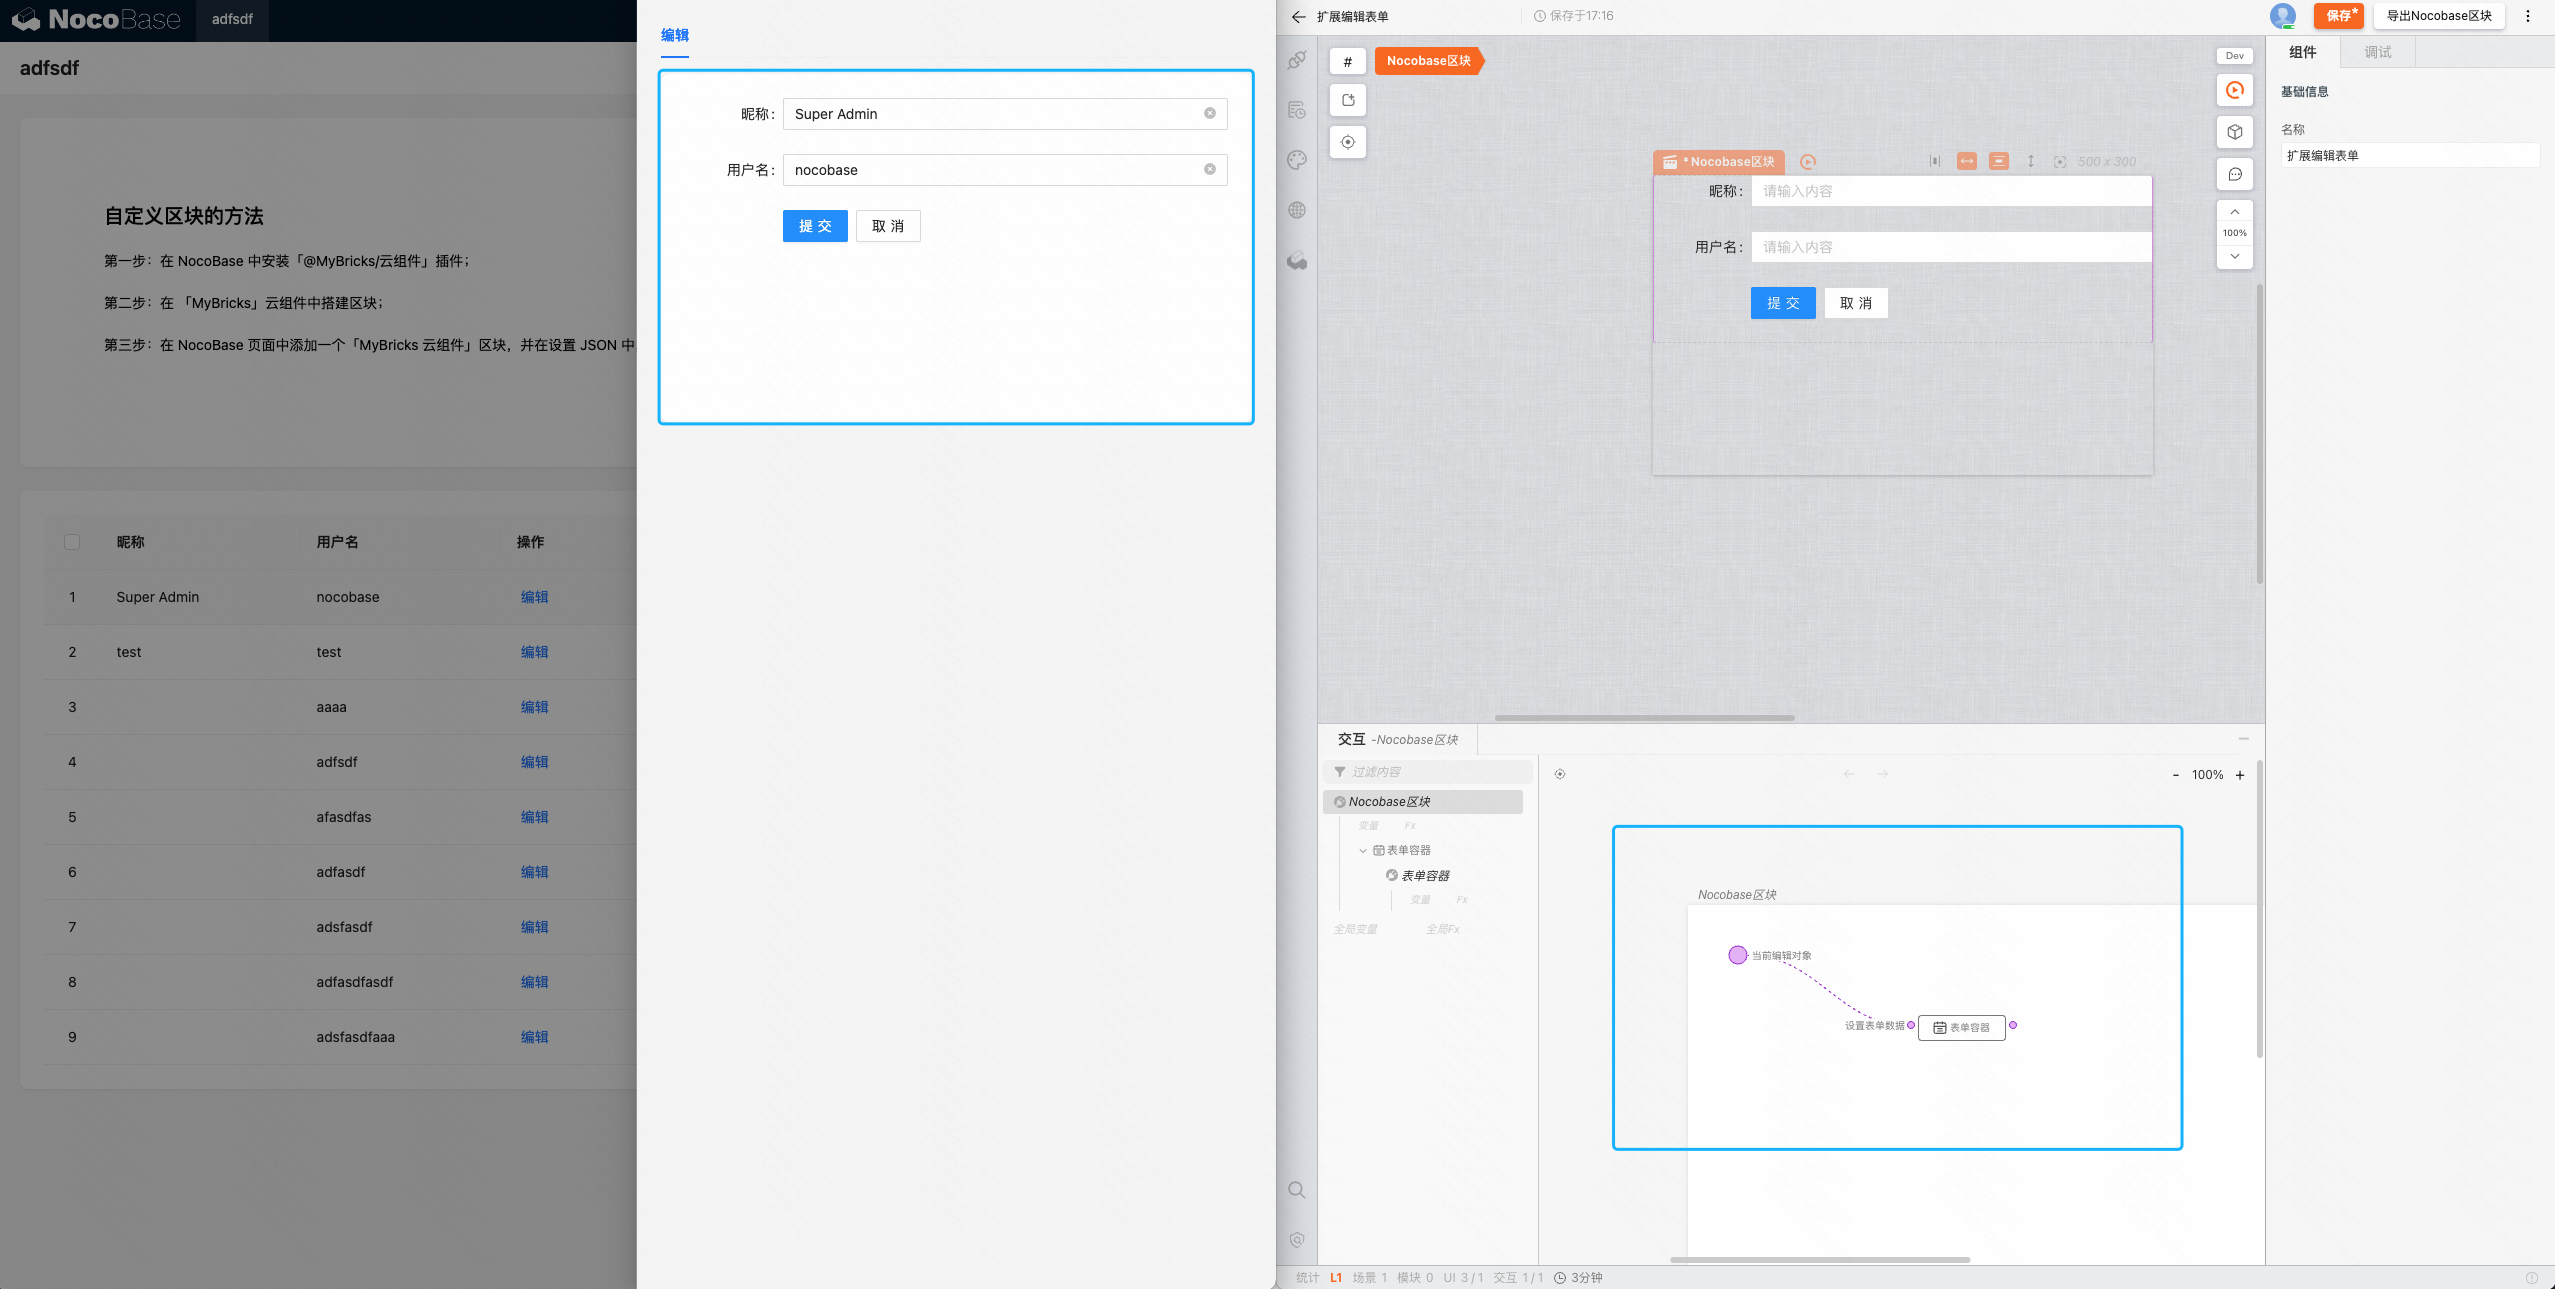 NocoBase
adfsdf
adfsdf
自定义区块的方法
第一步：在 NocoBase 中安装「@MyBricks/云组件」插件；
第二步：在 「MyBricks」云组件中搭建区块；
第三步：在 NocoBase 页面中添加一个「MyBricks 云组件」区块，并在设置 JSON 中
昵称 用户名 操作
1 Super Admin nocobase 编辑
2 test test 编辑
3 aaaa 编辑
4 adfsdf 编辑
5 afasdfas 编辑
6 adfasdf 编辑
7 adsfasdf 编辑
8 adfasdfasdf 编辑
9 adsfasdfaaa 编辑
编辑
昵称： Super Admin
用户名： nocobase
提 交 取 消
扩展编辑表单 保存于17:16 保存* 导出Nocobase区块
# Nocobase区块 Dev
*Nocobase区块 500 x 300
昵称： 请输入内容
用户名： 请输入内容
提 交 取 消
100%
组件 调试
基础信息
名称
扩展编辑表单
交互 -Nocobase区块
过滤内容
Nocobase区块
变量 Fx
表单容器
表单容器
变量 Fx
全局变量 全局Fx
- 100% +
Nocobase区块
当前编辑对象
设置表单数据 表单容器
统计 L1 场景 1 模块 0 UI 3 / 1 交互 1 / 1 3分钟